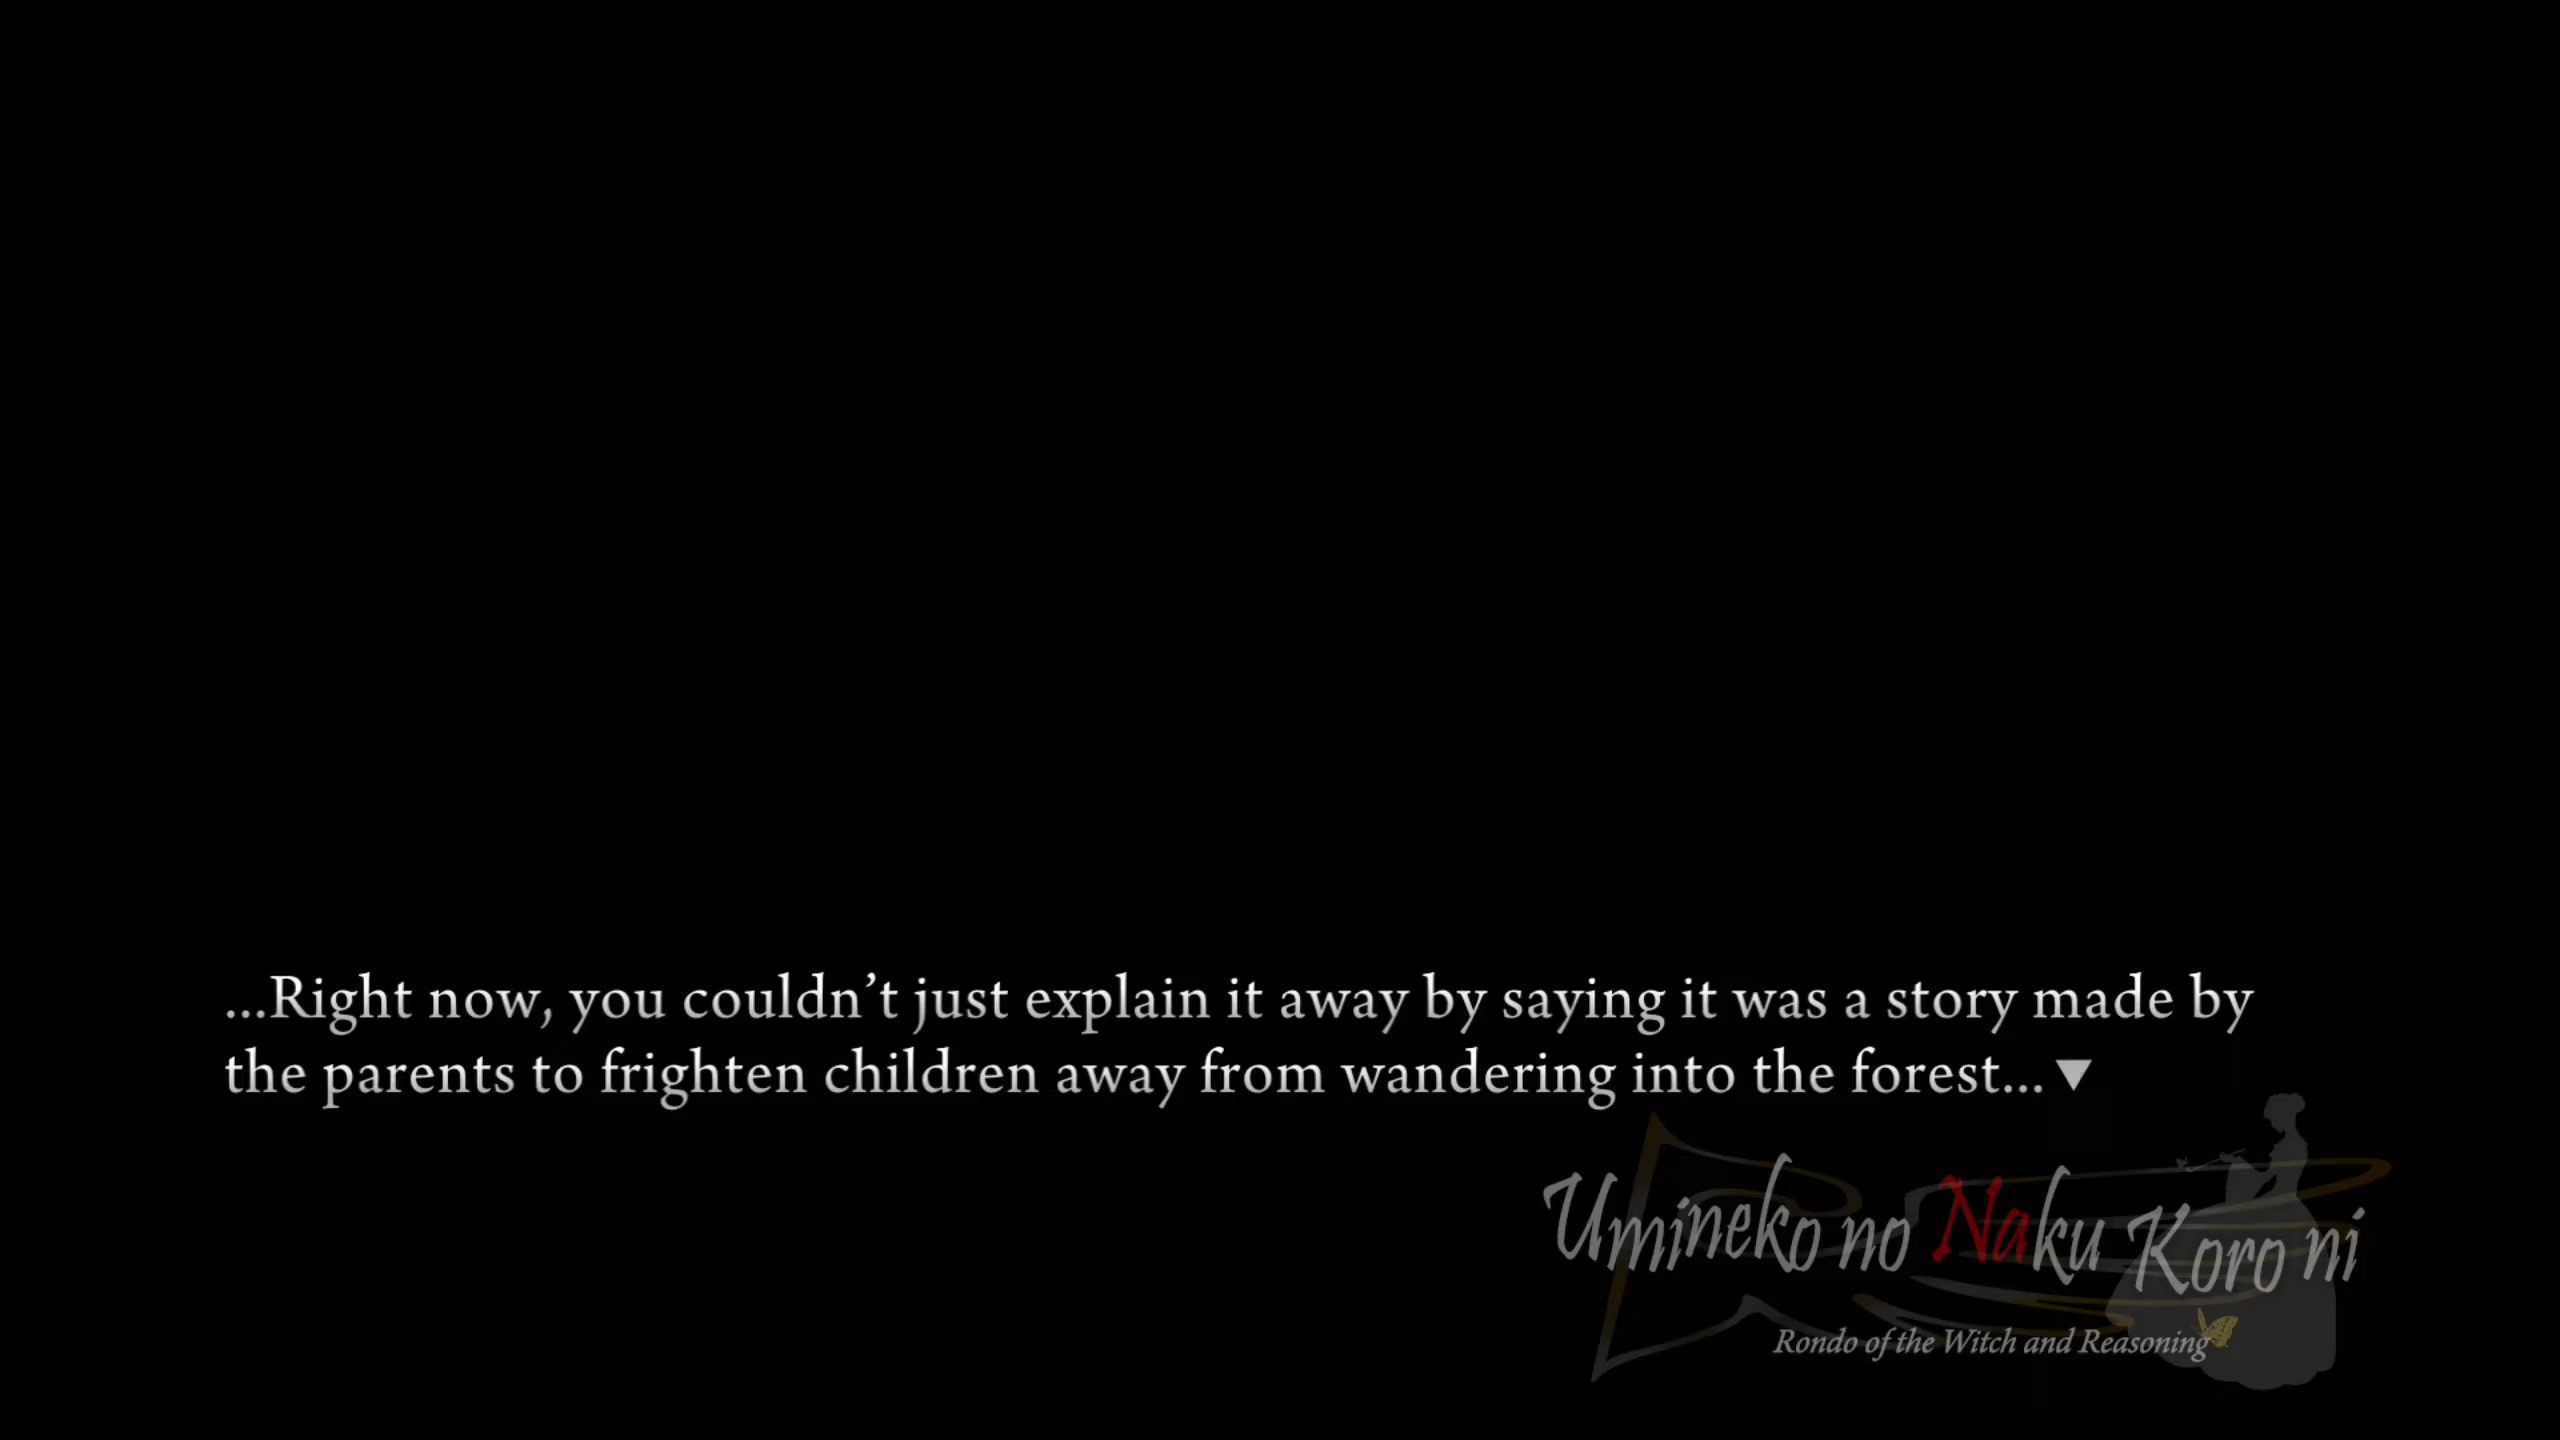 ...Right now, you couldn’t just explain it away by saying it was a story made by
the parents to frighten children away from wandering into the forest...
Umineko no Naku Koro ni
Rondo of the Witch and Reasoning